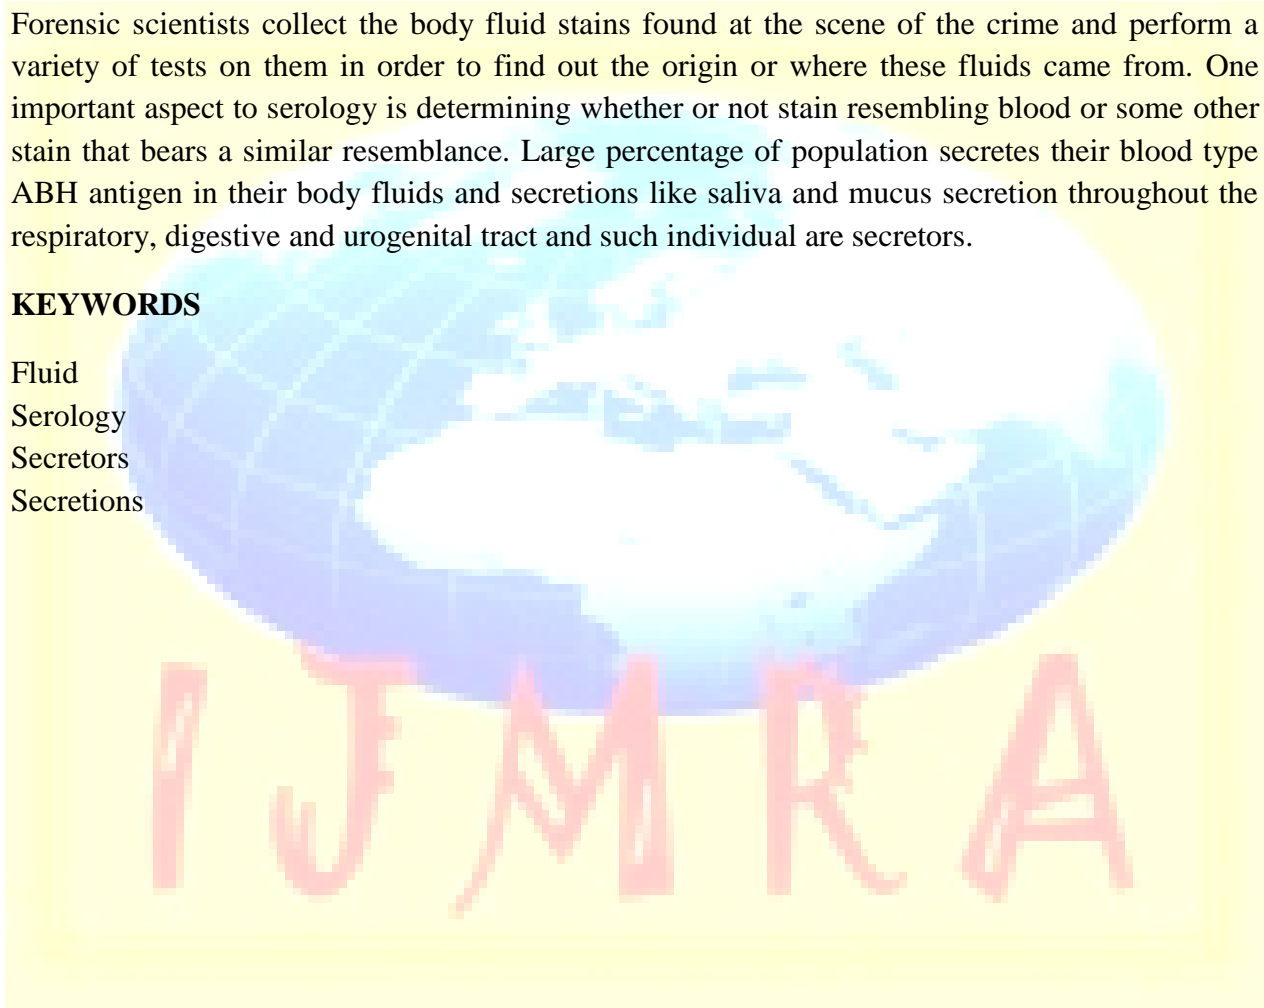 Forensic scientists collect the body fluid stains found at the scene of the crime and perform a
variety of tests on them in order to find out the origin or where these fluids came from. One
important aspect to serology is determining whether or not stain resembling blood or some other
stain that bears a similar resemblance. Large percentage of population secretes their blood type
ABH antigen in their body fluids and secretions like saliva and mucus secretion throughout the
respiratory, digestive and urogenital tract and such individual are secretors.
KEYWORDS
Fluid
Serology
Secretors
Secretions
IJMRA